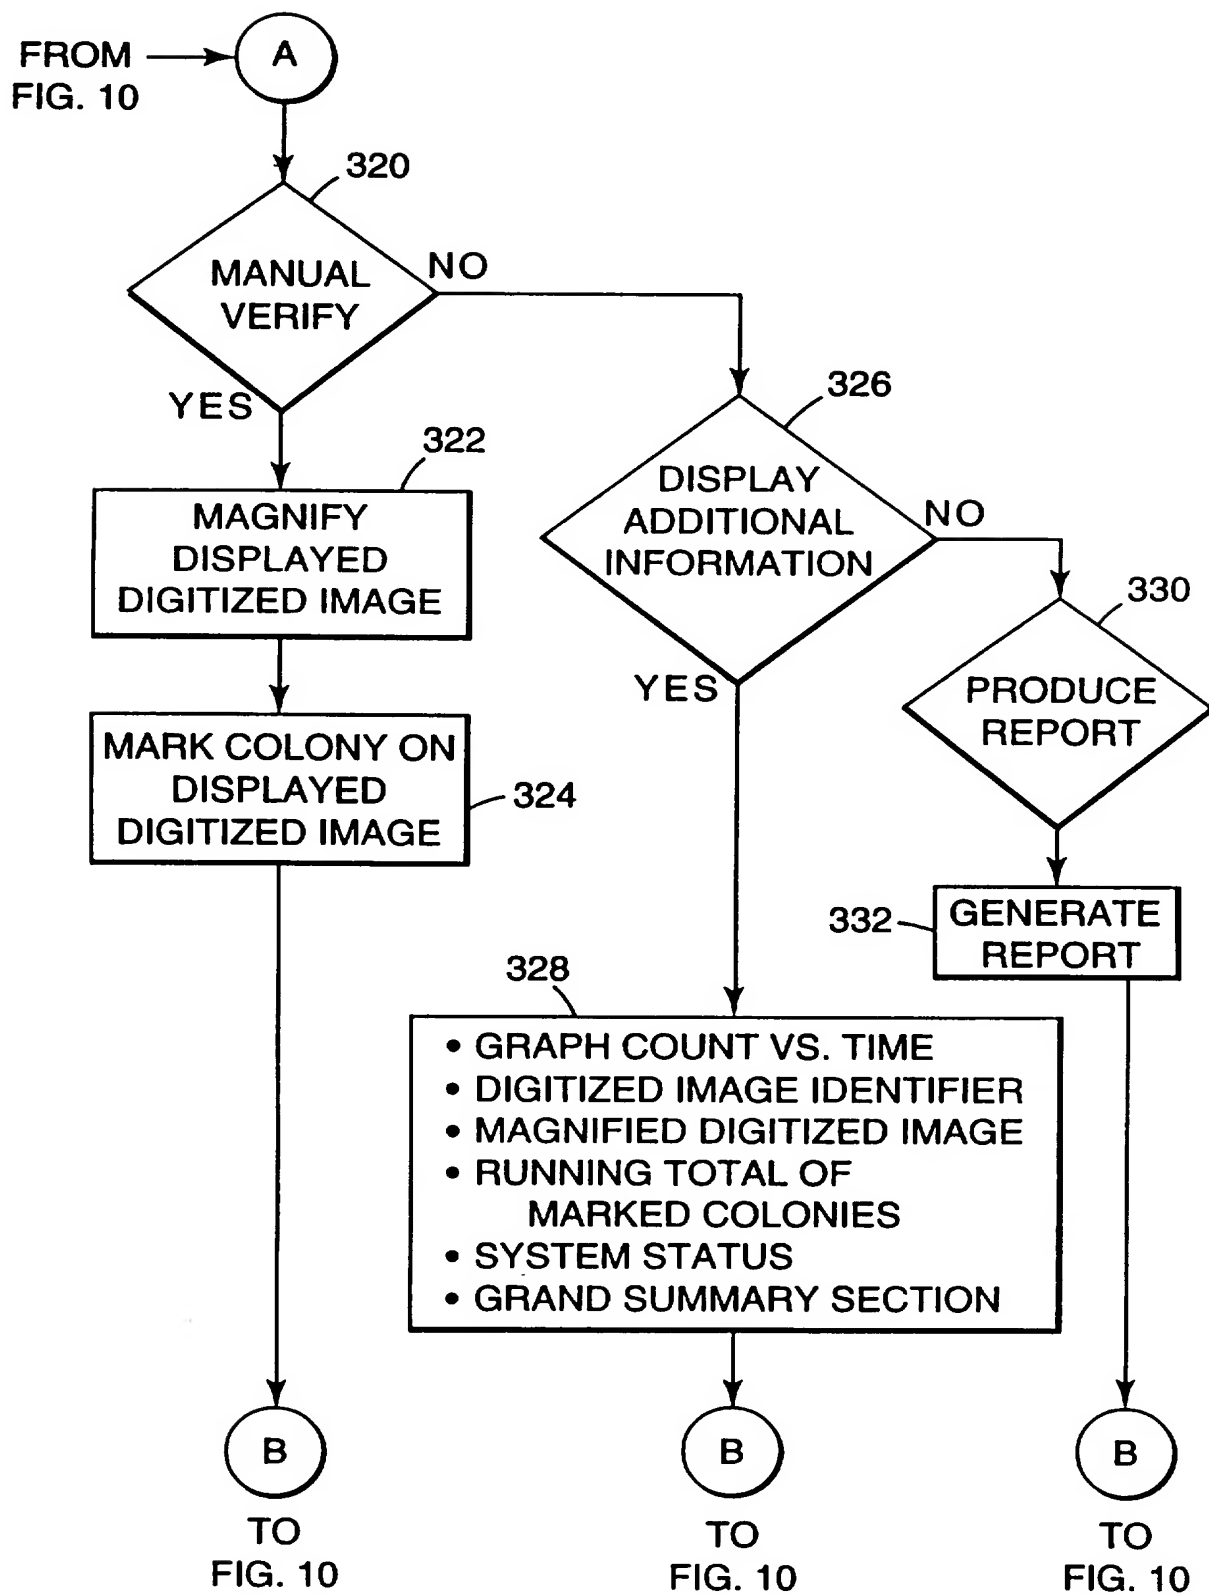 FROM
FIG. 10
A
320
MANUAL
VERIFY
NO
YES
322
MAGNIFY
DISPLAYED
DIGITIZED IMAGE
MARK COLONY ON
DISPLAYED
DIGITIZED IMAGE
324
326
DISPLAY
ADDITIONAL
INFORMATION
NO
YES
330
PRODUCE
REPORT
332
GENERATE
REPORT
328
• GRAPH COUNT VS. TIME
• DIGITIZED IMAGE IDENTIFIER
• MAGNIFIED DIGITIZED IMAGE
• RUNNING TOTAL OF
MARKED COLONIES
• SYSTEM STATUS
• GRAND SUMMARY SECTION
B
TO
FIG. 10
B
TO
FIG. 10
B
TO
FIG. 10